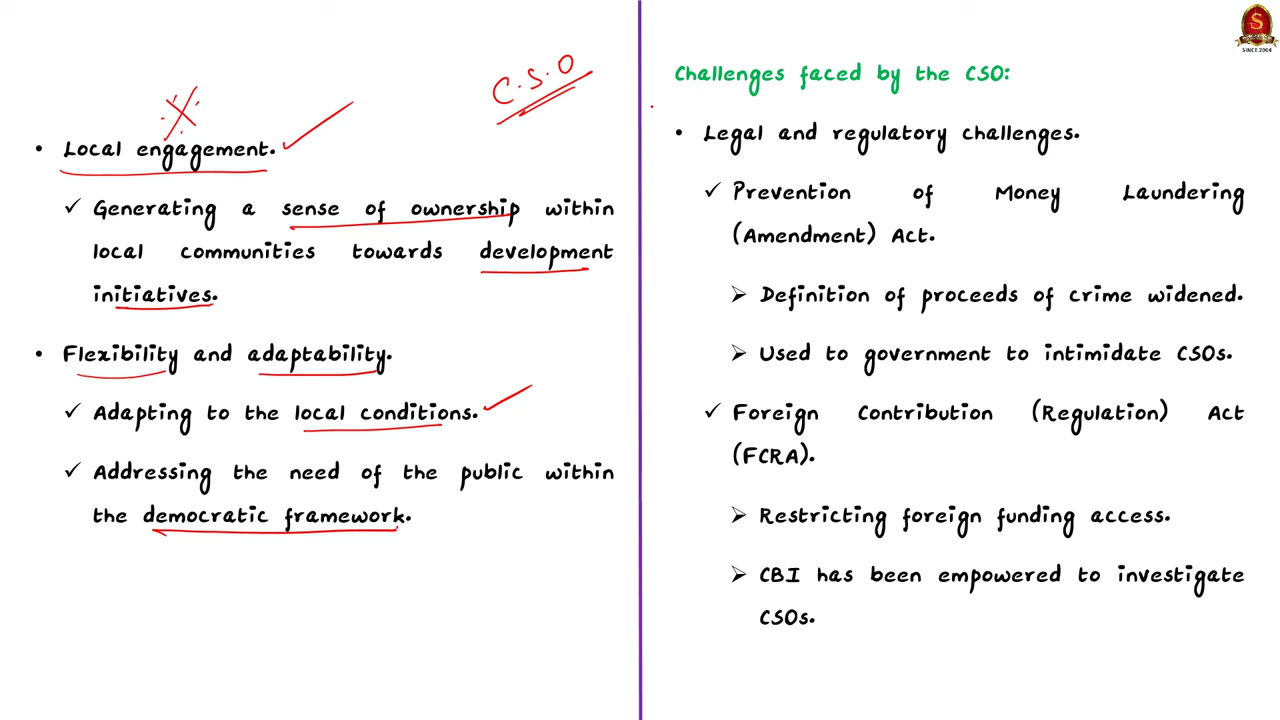 C.S.O
• Local engagement.
✓ Generating a sense of ownership within
local communities towards development
initiatives.
• Flexibility and adaptability.
✓ Adapting to the local conditions.
✓ Addressing the need of the public within
the democratic framework.
S
SINCE 2004
Challenges faced by the CSO:
• Legal and regulatory challenges.
✓ Prevention of Money Laundering
(Amendment) Act.
➢ Definition of proceeds of crime widened.
➢ Used to government to intimidate CSOs.
✓ Foreign Contribution (Regulation) Act
(FCRA).
➢ Restricting foreign funding access.
➢ CBI has been empowered to investigate
CSOs.